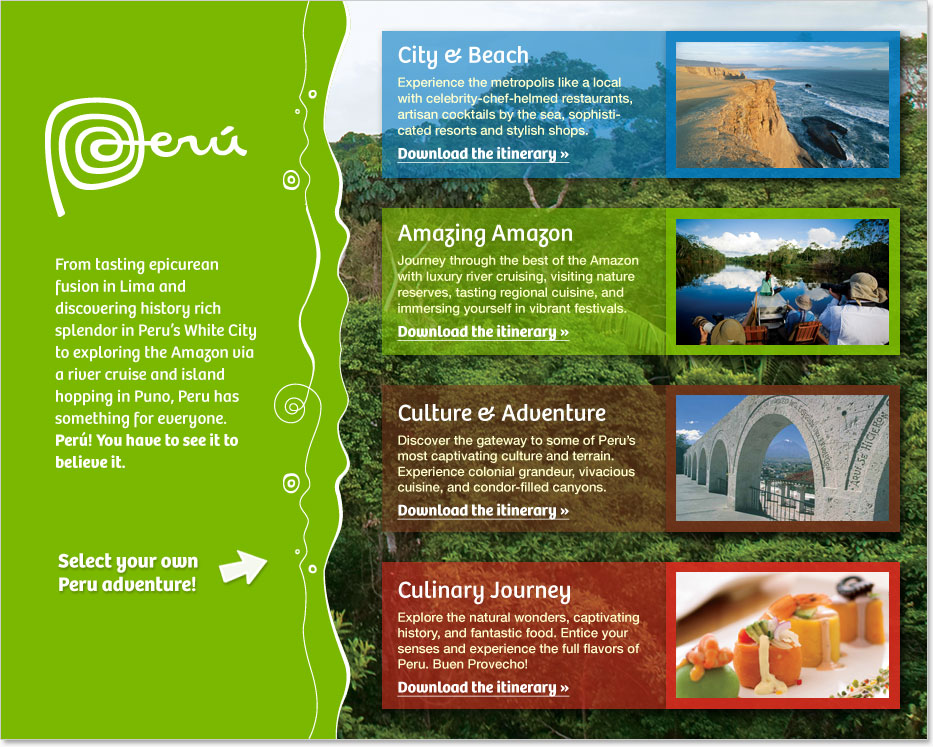 Perú
From tasting epicurean
fusion in Lima and
discovering history rich
splendor in Peru's White City
to exploring the Amazon via
a river cruise and island
hopping in Puno, Peru has
something for everyone.
Perú! You have to see it to
believe it.
Select your own
Peru adventure!
City & Beach
Experience the metropolis like a local
with celebrity-chef-helmed restaurants,
artisan cocktails by the sea, sophisti-
cated resorts and stylish shops.
Download the itinerary »
Amazing Amazon
Journey through the best of the Amazon
with luxury river cruising, visiting nature
reserves, tasting regional cuisine, and
immersing yourself in vibrant festivals.
Download the itinerary »
Culture & Adventure
Discover the gateway to some of Peru's
most captivating culture and terrain.
Experience colonial grandeur, vivacious
cuisine, and condor-filled canyons.
Download the itinerary »
Culinary Journey
Explore the natural wonders, captivating
history, and fantastic food. Entice your
senses and experience the full flavors of
Peru. Buen Provecho!
Download the itinerary »